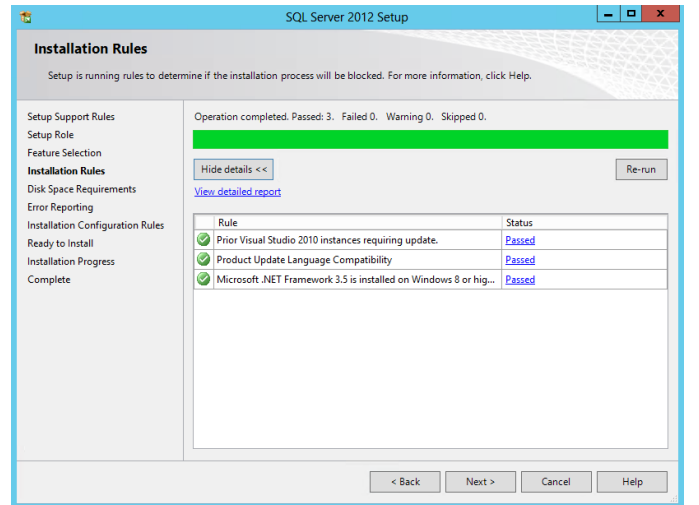 SQL Server 2012 Setup
Installation Rules
Setup is running rules to determine if the installation process will be blocked. For more information, click Help.
Setup Support Rules
Setup Role
Feature Selection
Installation Rules
Disk Space Requirements
Error Reporting
Installation Configuration Rules
Ready to Install
Installation Progress
Complete
Operation completed. Passed: 3. Failed 0. Warning 0. Skipped 0.
Hide details << Re-run
View detailed report
Rule Status
Prior Visual Studio 2010 instances requiring update. Passed
Product Update Language Compatibility Passed
Microsoft .NET Framework 3.5 is installed on Windows 8 or hig... Passed
< Back Next > Cancel Help